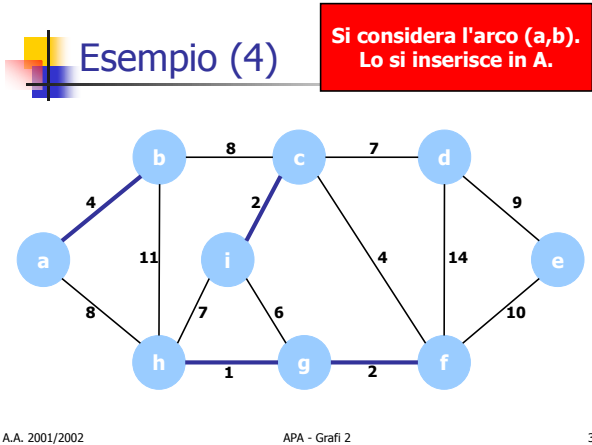 Esempio (4)
Si considera l'arco (a,b).
Lo si inserisce in A.
b
8
c
7
d
4
2
9
a
11
i
4
14
e
8
7
6
10
h
1
g
2
f
A.A. 2001/2002
APA - Grafi 2
3